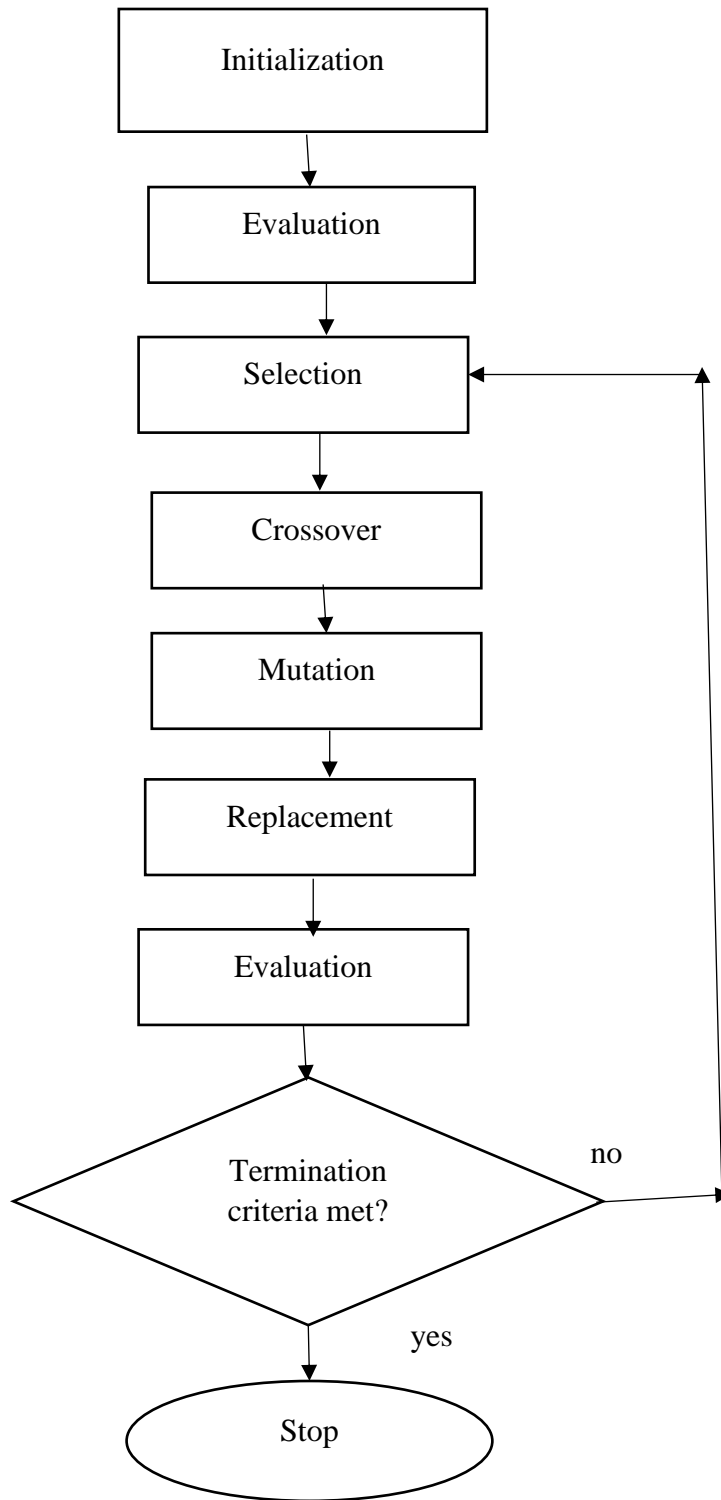 Initialization
Evaluation
Selection
Crossover
Mutation
Replacement
Evaluation
Termination
criteria met?
no
yes
Stop